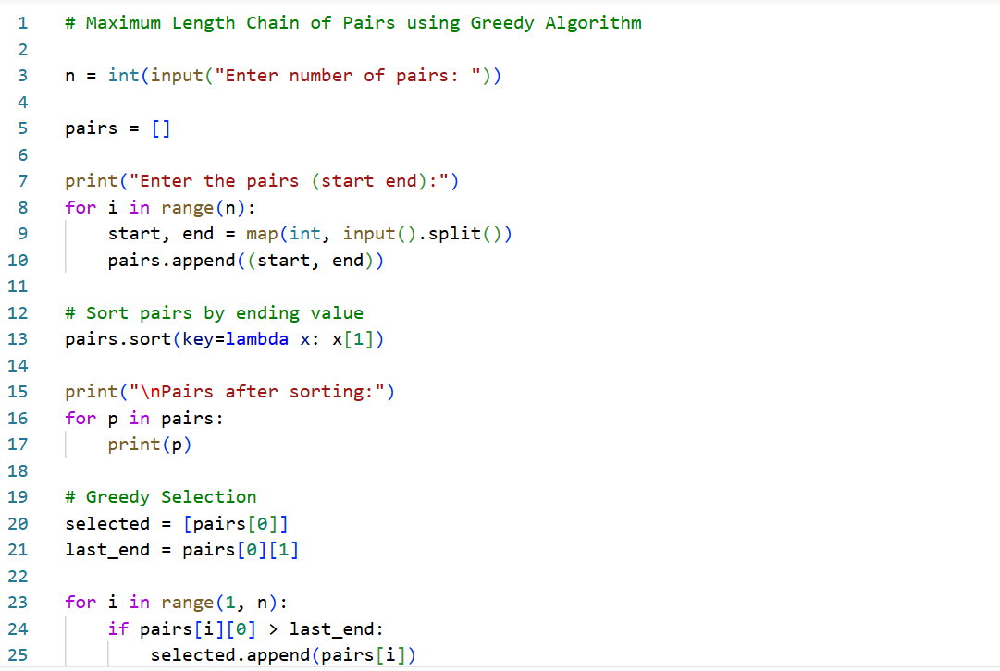 1 # Maximum Length Chain of Pairs using Greedy Algorithm
2
3 n = int(input("Enter number of pairs: "))
4
5 pairs = []
6
7 print("Enter the pairs (start end):")
8 for i in range(n):
9     start, end = map(int, input().split())
10     pairs.append((start, end))
11
12 # Sort pairs by ending value
13 pairs.sort(key=lambda x: x[1])
14
15 print("\nPairs after sorting:")
16 for p in pairs:
17     print(p)
18
19 # Greedy Selection
20 selected = [pairs[0]]
21 last_end = pairs[0][1]
22
23 for i in range(1, n):
24     if pairs[i][0] > last_end:
25         selected.append(pairs[i])